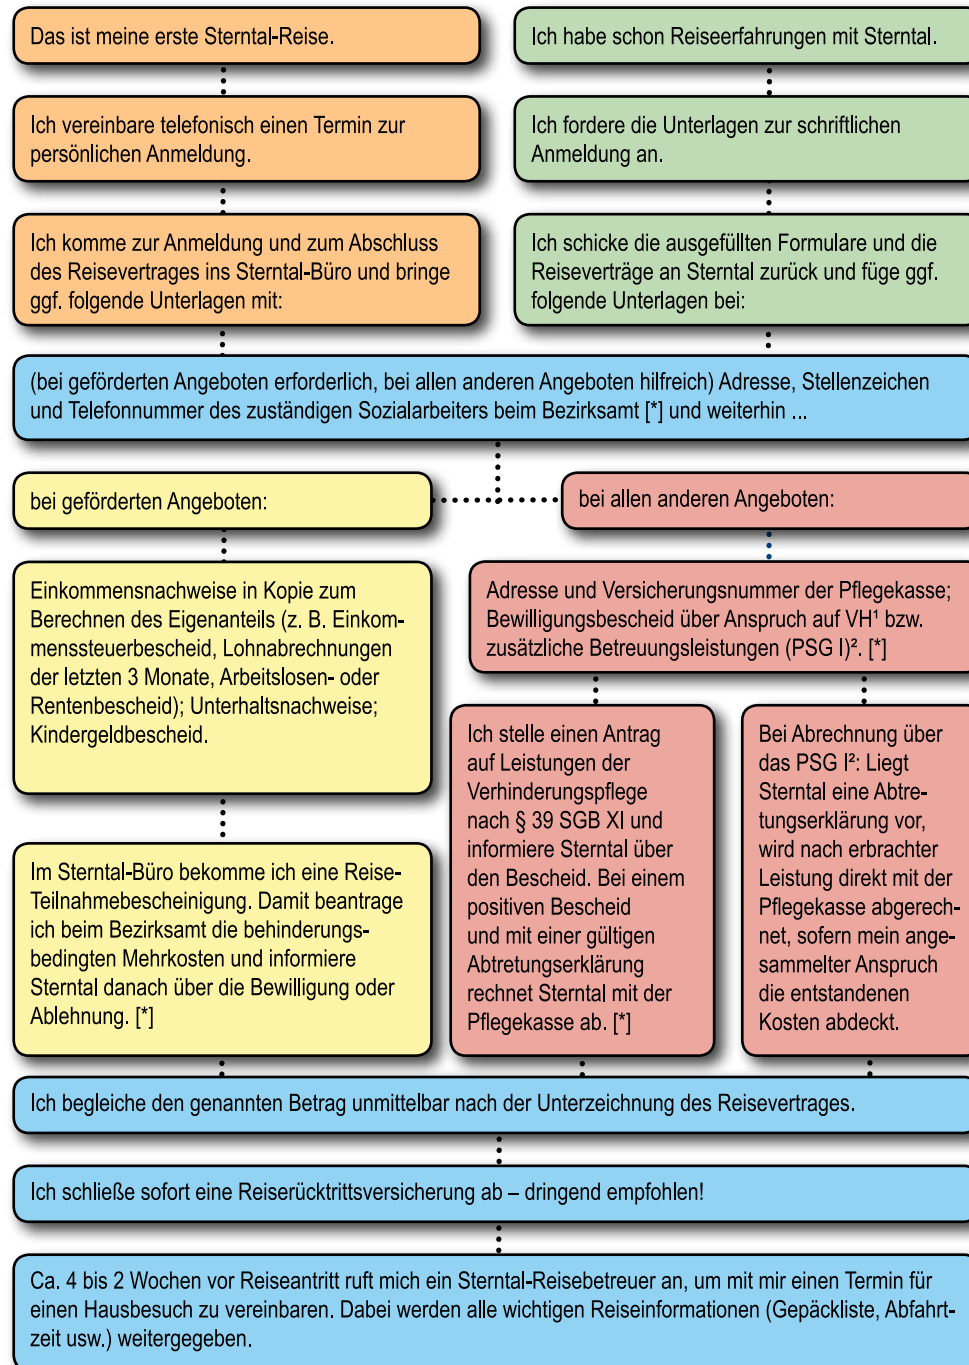 Das ist meine erste Sterntal-Reise.
Ich habe schon Reiseerfahrungen mit Sterntal.
Ich vereinbare telefonisch einen Termin zur
persönlichen Anmeldung.
Ich fordere die Unterlagen zur schriftlichen
Anmeldung an.
Ich komme zur Anmeldung und zum Abschluss
des Reisevertrages ins Sterntal-Büro und bringe
ggf. folgende Unterlagen mit:
Ich schicke die ausgefüllten Formulare und die
Reiseverträge an Sterntal zurück und füge ggf.
folgende Unterlagen bei:
(bei geförderten Angeboten erforderlich, bei allen anderen Angeboten hilfreich) Adresse, Stellenzeichen
und Telefonnummer des zuständigen Sozialarbeiters beim Bezirksamt [*] und weiterhin ...
bei geförderten Angeboten:
bei allen anderen Angeboten:
Einkommensnachweise in Kopie zum
Berechnen des Eigenanteils (z. B. Einkom-
menssteuerbescheid, Lohnabrechnungen
der letzten 3 Monate, Arbeitslosen- oder
Rentenbescheid); Unterhaltsnachweise;
Kindergeldbescheid.
Adresse und Versicherungsnummer der Pflegekasse;
Bewilligungsbescheid über Anspruch auf VH¹ bzw.
zusätzliche Betreuungsleistungen (PSG I)². [*]
Im Sterntal-Büro bekomme ich eine Reise-
Teilnahmebescheinigung. Damit beantrage
ich beim Bezirksamt die behinderungs-
bedingten Mehrkosten und informiere
Sterntal danach über die Bewilligung oder
Ablehnung. [*]
Ich stelle einen Antrag
auf Leistungen der
Verhinderungspflege
nach § 39 SGB XI und
informiere Sterntal über
den Bescheid. Bei einem
positiven Bescheid
und mit einer gültigen
Abtretungserklärung
rechnet Sterntal mit der
Pflegekasse ab. [*]
Bei Abrechnung über
das PSG I²: Liegt
Sterntal eine Abtre-
tungserklärung vor,
wird nach erbrachter
Leistung direkt mit der
Pflegekasse abgerech-
net, sofern mein ange-
sammelter Anspruch
die entstandenen
Kosten abdeckt.
Ich begleiche den genannten Betrag unmittelbar nach der Unterzeichnung des Reisevertrages.
Ich schließe sofort eine Reiserücktrittsversicherung ab – dringend empfohlen!
Ca. 4 bis 2 Wochen vor Reiseantritt ruft mich ein Sterntal-Reisebetreuer an, um mit mir einen Termin für
einen Hausbesuch zu vereinbaren. Dabei werden alle wichtigen Reiseinformationen (Gepäckliste, Abfahrt-
zeit usw.) weitergegeben.